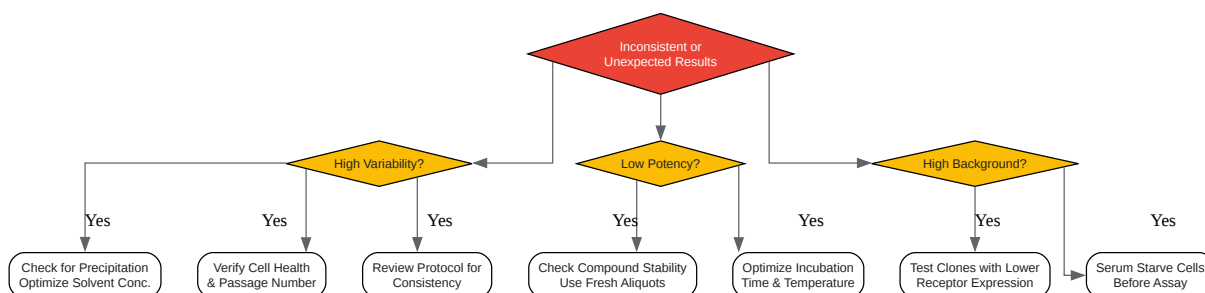 Inconsistent or
Unexpected Results
High Variability?
Low Potency?
High Background?
Yes
Yes
Yes
Yes
Yes
Yes
Yes
Check for Precipitation
Optimize Solvent Conc.
Verify Cell Health
& Passage Number
Review Protocol for
Consistency
Check Compound Stability
Use Fresh Aliquots
Optimize Incubation
Time & Temperature
Test Clones with Lower
Receptor Expression
Serum Starve Cells
Before Assay